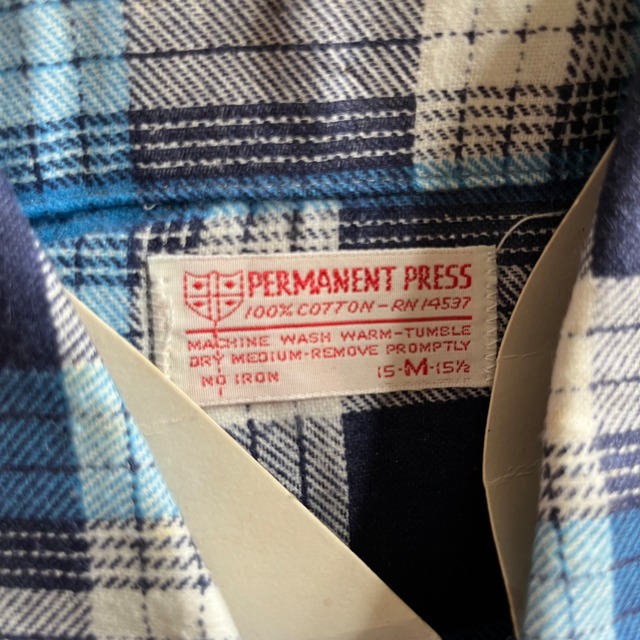 PERMANENT PRESS
100% COTTON - RN 14537
MACHINE WASH WARM-TUMBLE
DRY MEDIUM-REMOVE PROMPTLY
NO IRON 15-M-15½